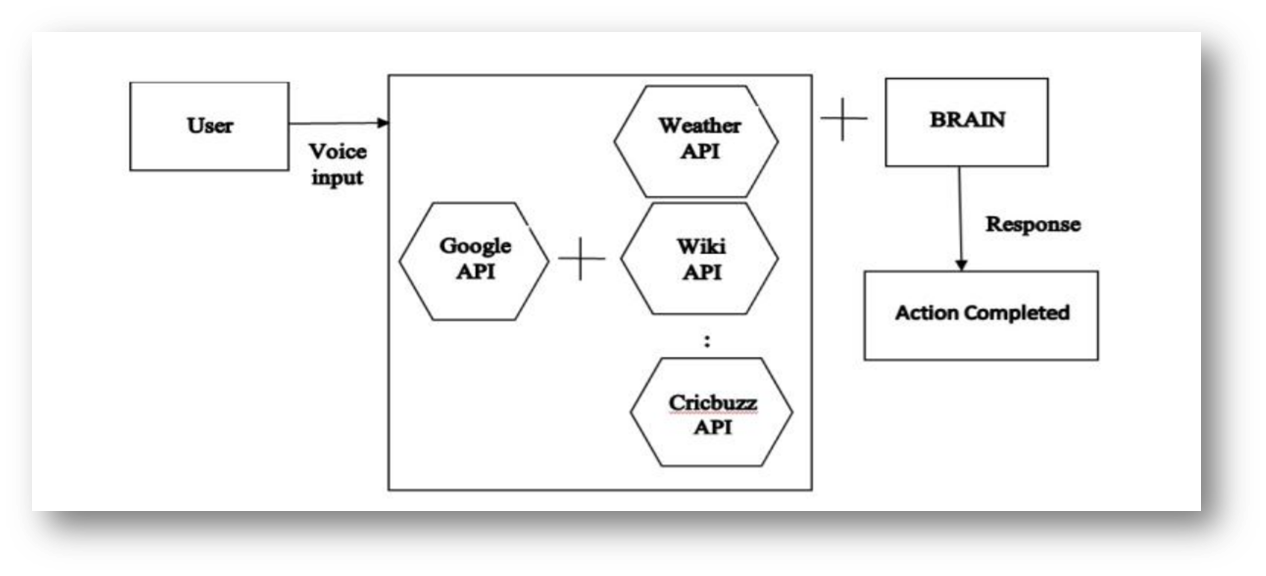 User
Voice
input
Google
API
Weather
API
Wiki
API
:
Cricbuzz
API
BRAIN
Response
Action Completed